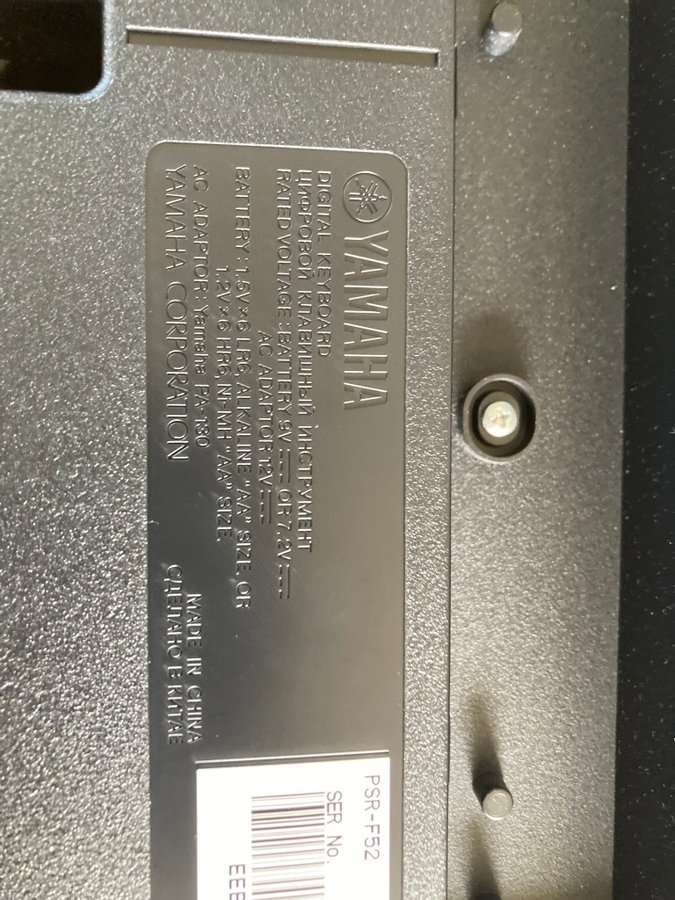 YAMAHA
DIGITAL KEYBOARD
ЦИФРОВОЙ КЛАВИШНЫЙ ИНСТРУМЕНТ
RATED VOLTAGE : BATTERY 9V ⎓ OR 7.2V ⎓
AC ADAPTOR 12V ⎓
BATTERY : 1.5V×6 LR6 ALKALINE "AA" SIZE, OR
1.2V×6 HR6, Ni-MH "AA" SIZE
AC ADAPTOR : Yamaha PA-130
YAMAHA CORPORATION
MADE IN CHINA
СДЕЛАНО В КИТАЕ
PSR-F52
SER No.
EEB